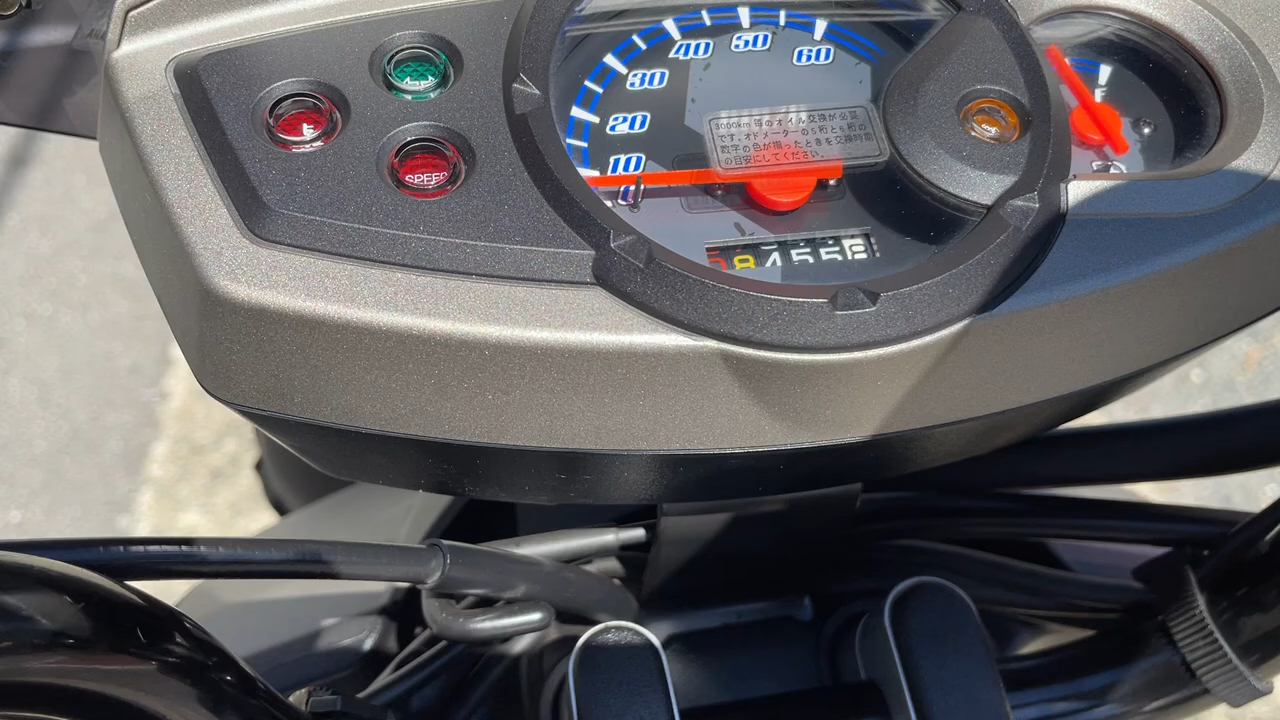 10
20
30
40
50
60
0
F
SPEED
3000km 毎のオイル交換が必要
です。オドメーターの5桁と6桁の
数字の色が揃ったときを交換時期
の目安にしてください。
84558